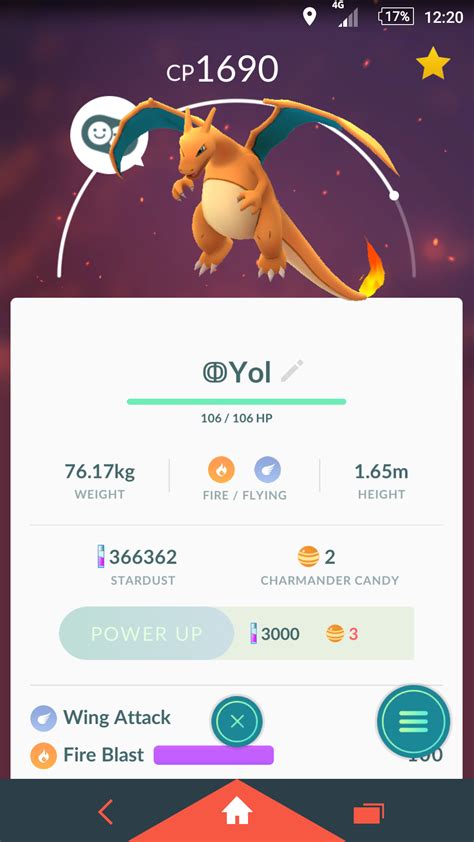 4G 17% 12:20
CP1690
ↀYol
106 / 106 HP
76.17kg 1.65m
WEIGHT FIRE / FLYING HEIGHT
366362 2
STARDUST CHARMANDER CANDY
POWER UP 3000 3
Wing Attack
Fire Blast 100